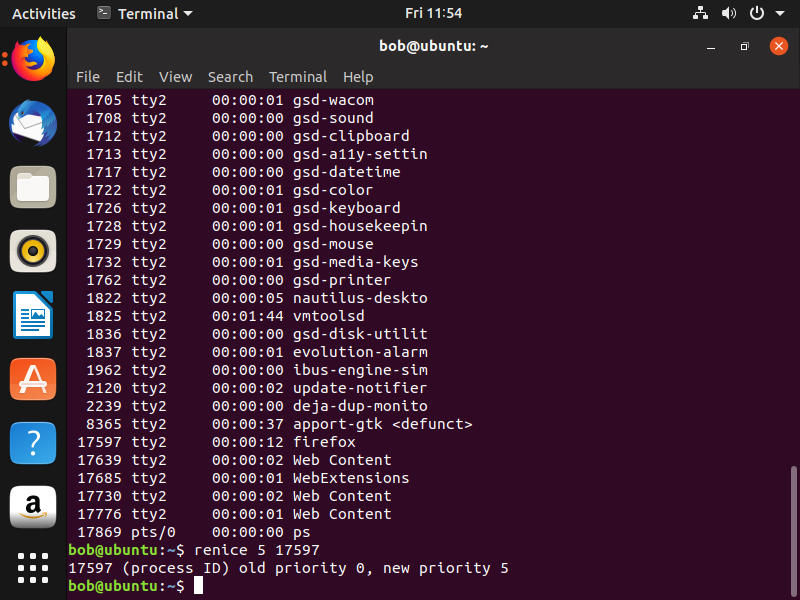 Activities Terminal Fri 11:54
bob@ubuntu: ~
File Edit View Search Terminal Help
1705 tty2 00:00:01 gsd-wacom
1708 tty2 00:00:00 gsd-sound
1712 tty2 00:00:00 gsd-clipboard
1713 tty2 00:00:00 gsd-a11y-settin
1717 tty2 00:00:00 gsd-datetime
1722 tty2 00:00:01 gsd-color
1726 tty2 00:00:01 gsd-keyboard
1728 tty2 00:00:01 gsd-housekeepin
1729 tty2 00:00:00 gsd-mouse
1732 tty2 00:00:01 gsd-media-keys
1762 tty2 00:00:00 gsd-printer
1822 tty2 00:00:05 nautilus-deskto
1825 tty2 00:01:44 vmtoolsd
1836 tty2 00:00:00 gsd-disk-utilit
1837 tty2 00:00:01 evolution-alarm
1962 tty2 00:00:00 ibus-engine-sim
2120 tty2 00:00:02 update-notifier
2239 tty2 00:00:00 deja-dup-monito
8365 tty2 00:00:37 apport-gtk <defunct>
17597 tty2 00:00:12 firefox
17639 tty2 00:00:02 Web Content
17685 tty2 00:00:01 WebExtensions
17730 tty2 00:00:02 Web Content
17776 tty2 00:00:01 Web Content
17869 pts/0 00:00:00 ps
bob@ubuntu:~$ renice 5 17597
17597 (process ID) old priority 0, new priority 5
bob@ubuntu:~$